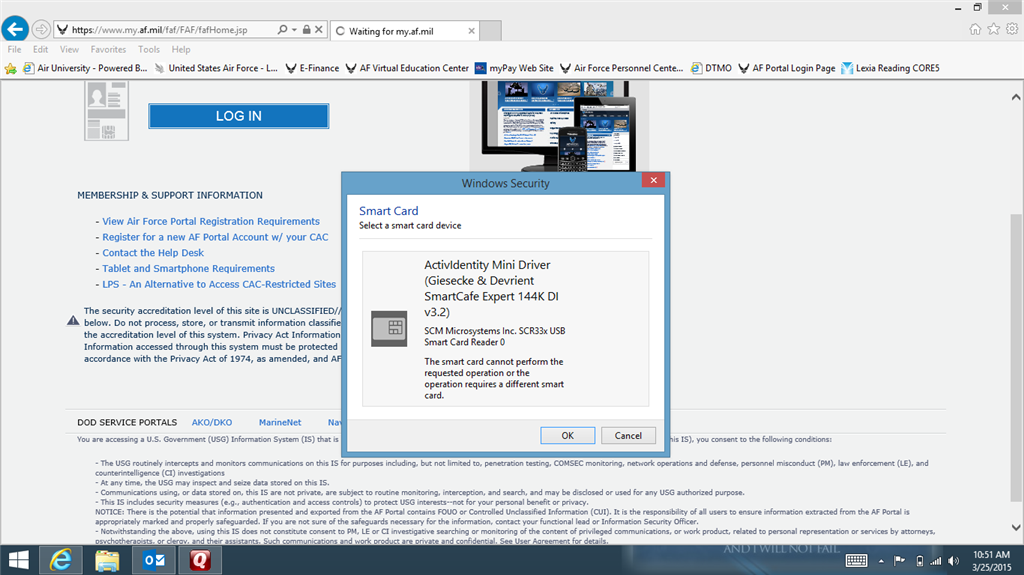 https://www.my.af.mil/faf/FAF/fafHome.jsp
Waiting for my.af.mil
File Edit View Favorites Tools Help
Air University - Powered B... United States Air Force - L... E-Finance AF Virtual Education Center myPay Web Site Air Force Personnel Cente... DTMO AF Portal Login Page Lexia Reading CORE5
LOG IN
MEMBERSHIP & SUPPORT INFORMATION
- View Air Force Portal Registration Requirements
- Register for a new AF Portal Account w/ your CAC
- Contact the Help Desk
- Tablet and Smartphone Requirements
- LPS - An Alternative to Access CAC-Restricted Sites
The security accreditation level of this site is UNCLASSIFIED//
below. Do not process, store, or transmit information classifie
the accreditation level of this system. Privacy Act Information
Information accessed through this system must be protected
accordance with the Privacy Act of 1974, as amended, and AF
Windows Security
Smart Card
Select a smart card device
ActivIdentity Mini Driver
(Giesecke & Devrient
SmartCafe Expert 144K DI
v3.2)
SCM Microsystems Inc. SCR33x USB
Smart Card Reader 0
The smart card cannot perform the
requested operation or the
operation requires a different smart
card.
OK Cancel
DOD SERVICE PORTALS AKO/DKO MarineNet Na
You are accessing a U.S. Government (USG) Information System (IS) that is his IS), you consent to the following conditions:
- The USG routinely intercepts and monitors communications on this IS for purposes including, but not limited to, penetration testing, COMSEC monitoring, network operations and defense, personnel misconduct (PM), law enforcement (LE), and
counterintelligence (CI) investigations
- At any time, the USG may inspect and seize data stored on this IS.
- Communications using, or data stored on, this IS are not private, are subject to routine monitoring, interception, and search, and may be disclosed or used for any USG authorized purpose.
- This IS includes security measures (e.g., authentication and access controls) to protect USG interests--not for your personal benefit or privacy.
NOTICE: There is the potential that information presented and exported from the AF Portal contains FOUO or Controlled Unclassified Information (CUI). It is the responsibility of all users to ensure information extracted from the AF Portal is
appropriately marked and properly safeguarded. If you are not sure of the safeguards necessary for the information, contact your functional lead or Information Security Officer.
- Notwithstanding the above, using this IS does not constitute consent to PM, LE or CI investigative searching or monitoring of the content of privileged communications, or work product, related to personal representation or services by attorneys,
psychotherapists, or clergy, and their assistants. Such communications and work product are private and confidential. See User Agreement for details.
AND I WILL NOT FAIL
10:51 AM
3/25/2015